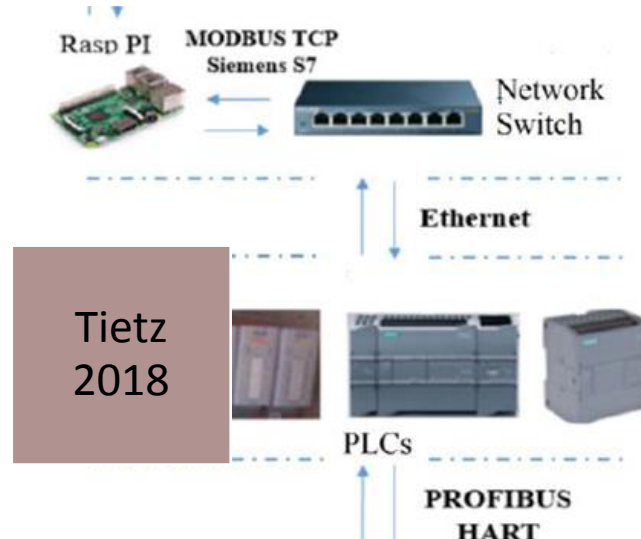 Rasp PI
MODBUS TCP
Siemens S7
Network
Switch
Ethernet
Tietz
2018
PLCs
PROFIBUS
HART